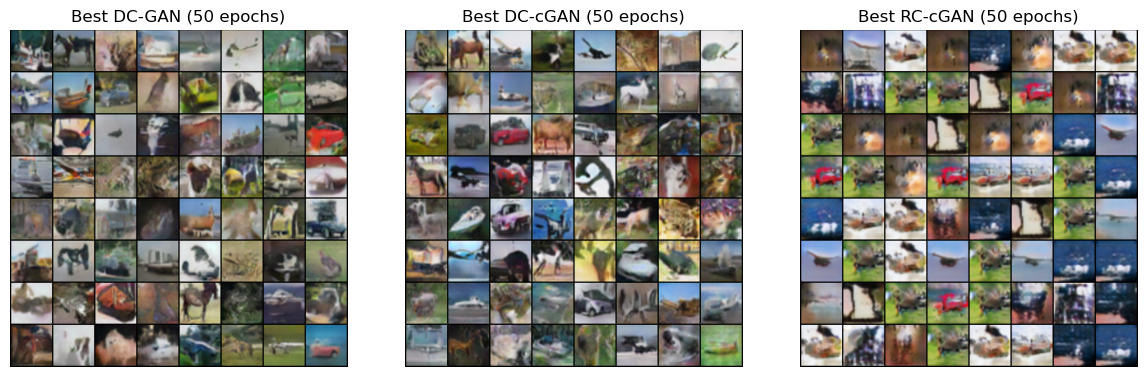 Best DC-GAN (50 epochs)
Best DC-cGAN (50 epochs)
Best RC-cGAN (50 epochs)